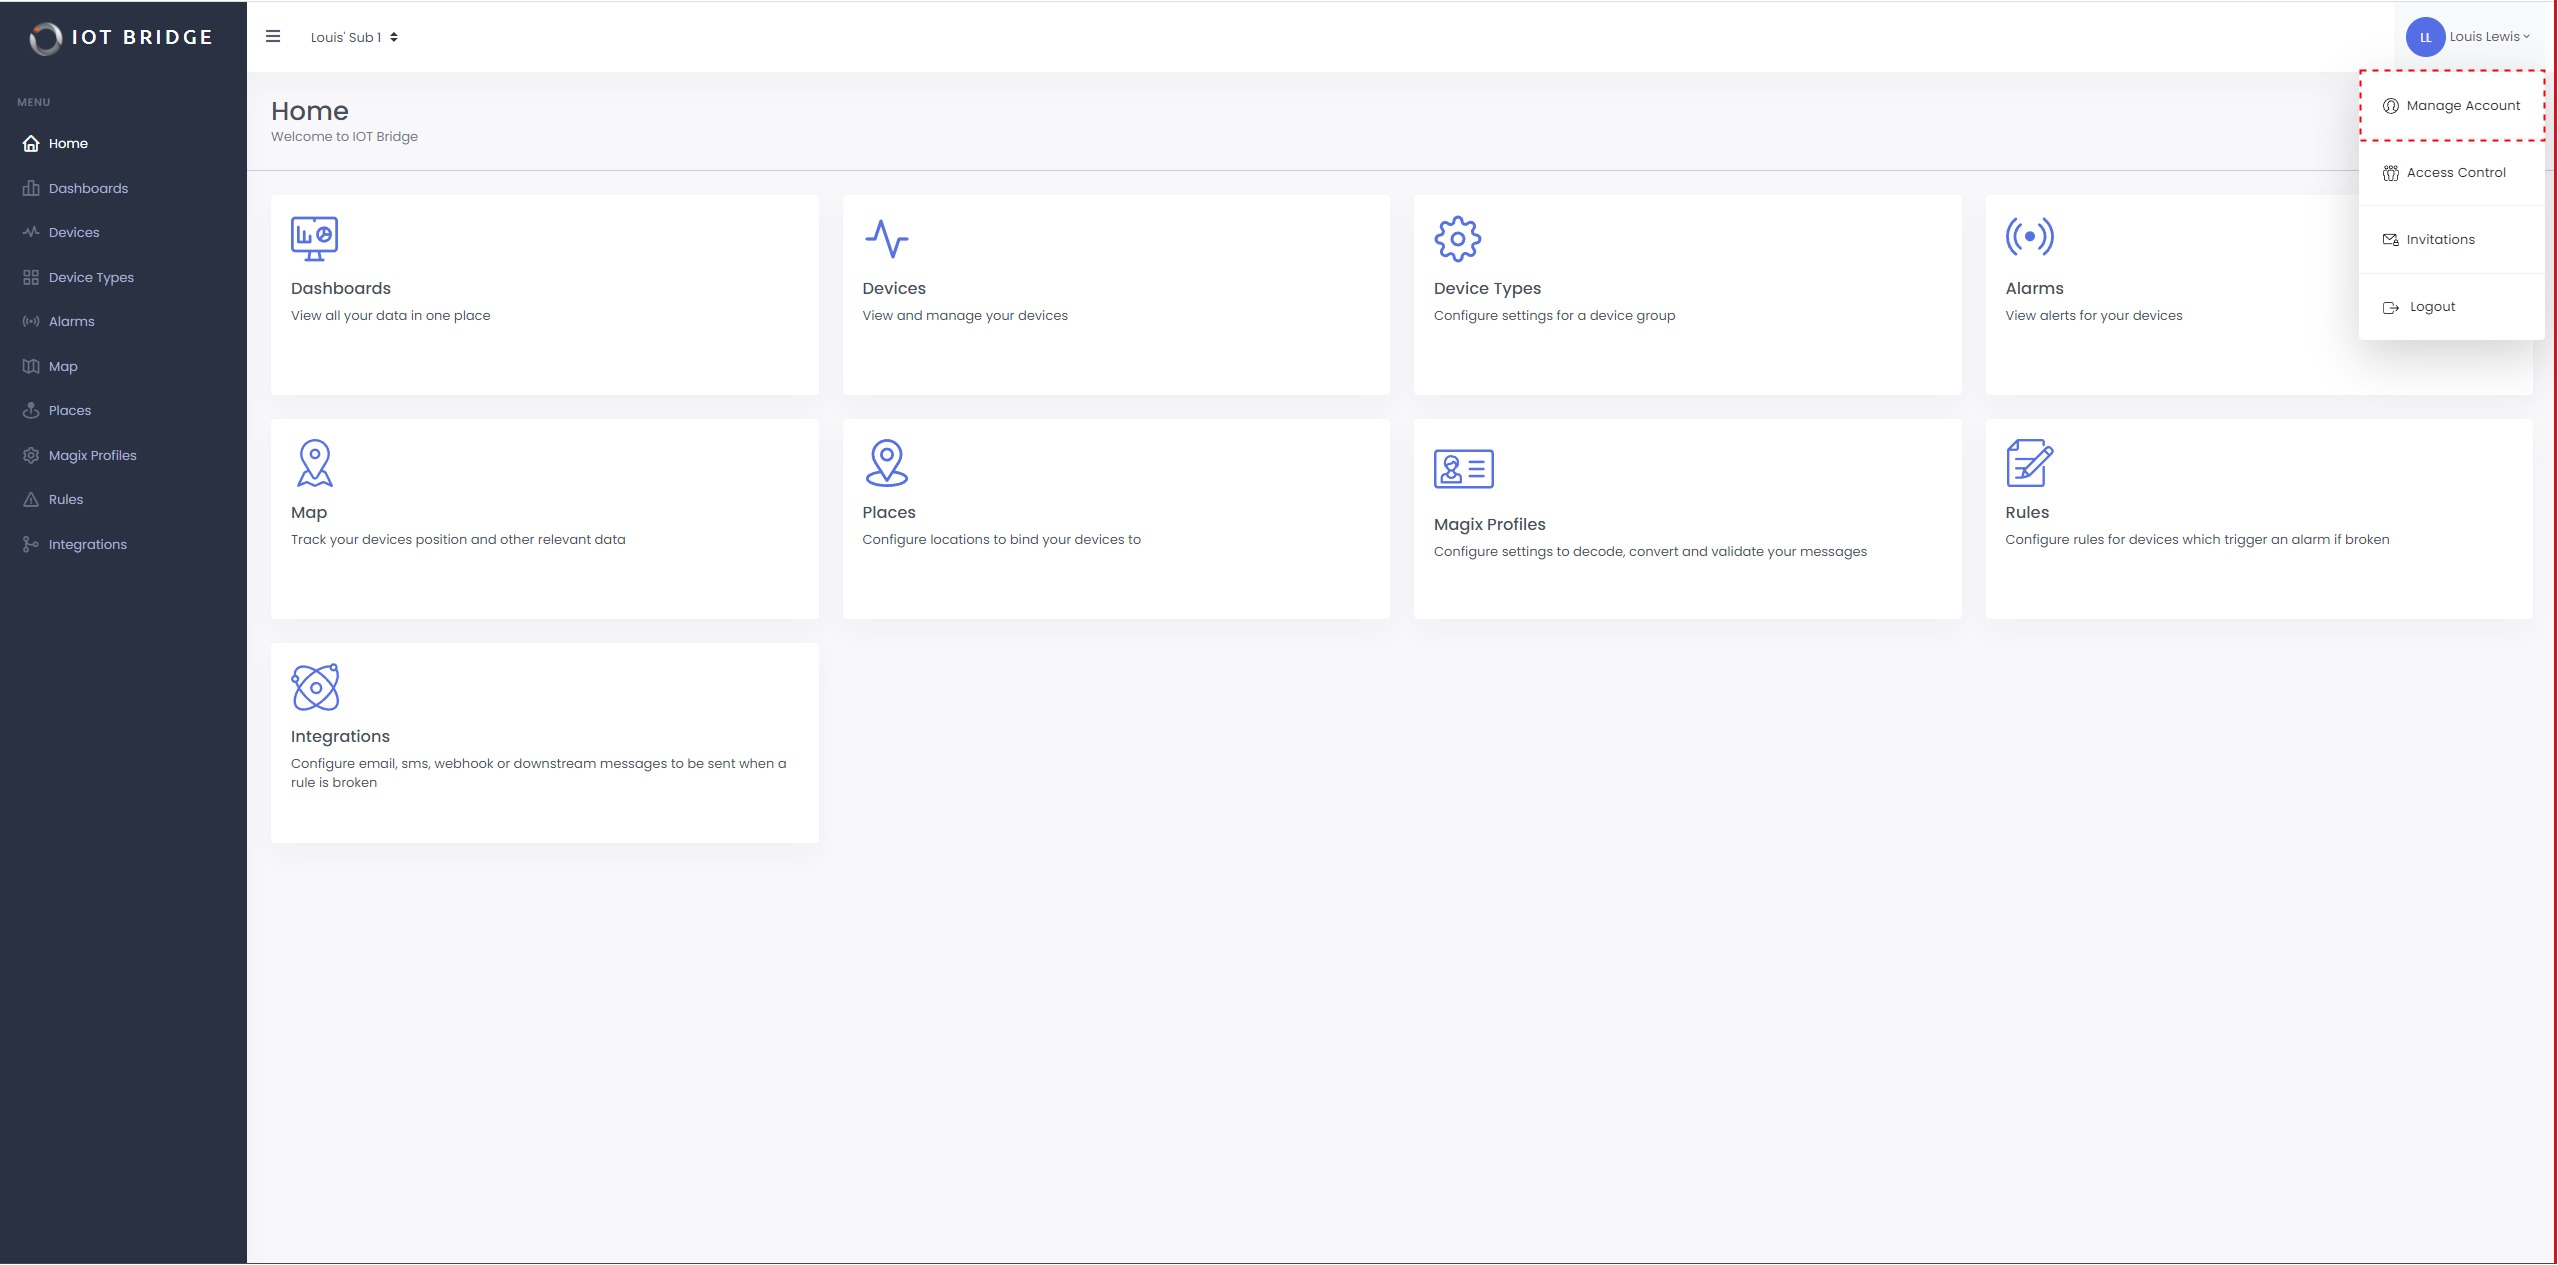 IOT BRIDGE
Louis' Sub 1
LL
Louis Lewis
MENU
Home
Dashboards
Devices
Device Types
Alarms
Map
Places
Magix Profiles
Rules
Integrations
Home
Welcome to IOT Bridge
Manage Account
Access Control
Invitations
Logout
Dashboards
View all your data in one place
Devices
View and manage your devices
Device Types
Configure settings for a device group
Alarms
View alerts for your devices
Map
Track your devices position and other relevant data
Places
Configure locations to bind your devices to
Magix Profiles
Configure settings to decode, convert and validate your messages
Rules
Configure rules for devices which trigger an alarm if broken
Integrations
Configure email, sms, webhook or downstream messages to be sent when a
rule is broken